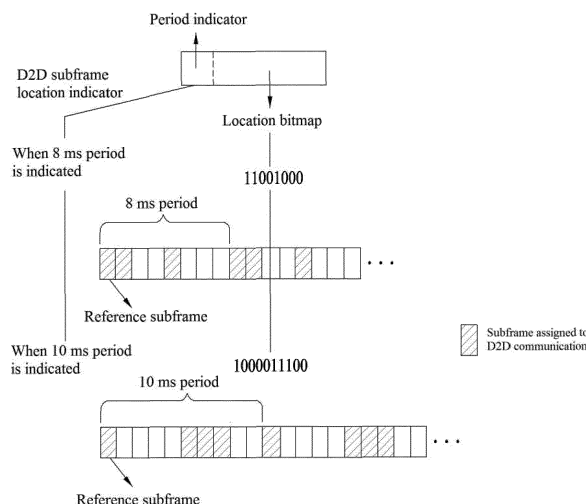 Period indicator
D2D subframe
location indicator
Location bitmap
When 8 ms period
is indicated
11001000
8 ms period
Reference subframe
Subframe assigned to
D2D communication
When 10 ms period
is indicated
1000011100
10 ms period
Reference subframe